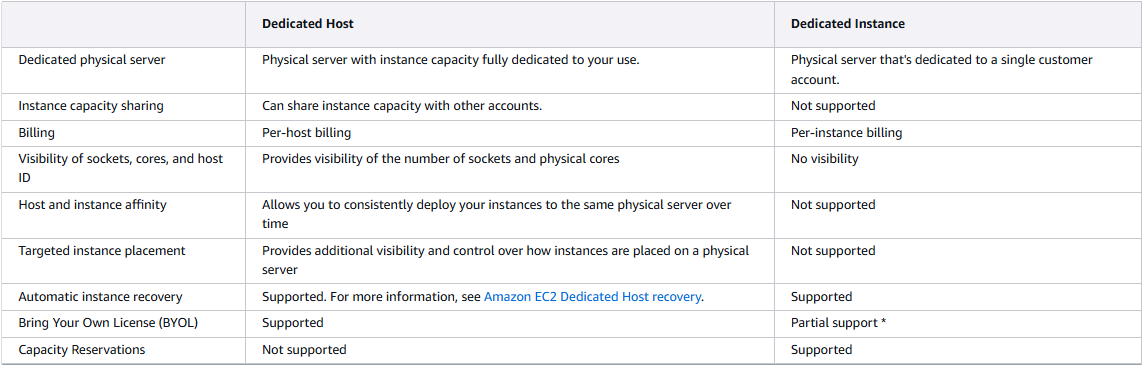 Dedicated Host
Dedicated Instance
Dedicated physical server
Physical server with instance capacity fully dedicated to your use.
Physical server that's dedicated to a single customer
account.
Instance capacity sharing
Can share instance capacity with other accounts.
Not supported
Billing
Per-host billing
Per-instance billing
Visibility of sockets, cores, and host
ID
Provides visibility of the number of sockets and physical cores
No visibility
Host and instance affinity
Allows you to consistently deploy your instances to the same physical server over
time
Not supported
Targeted instance placement
Provides additional visibility and control over how instances are placed on a physical
server
Not supported
Automatic instance recovery
Supported. For more information, see Amazon EC2 Dedicated Host recovery.
Supported
Bring Your Own License (BYOL)
Supported
Partial support *
Capacity Reservations
Not supported
Supported